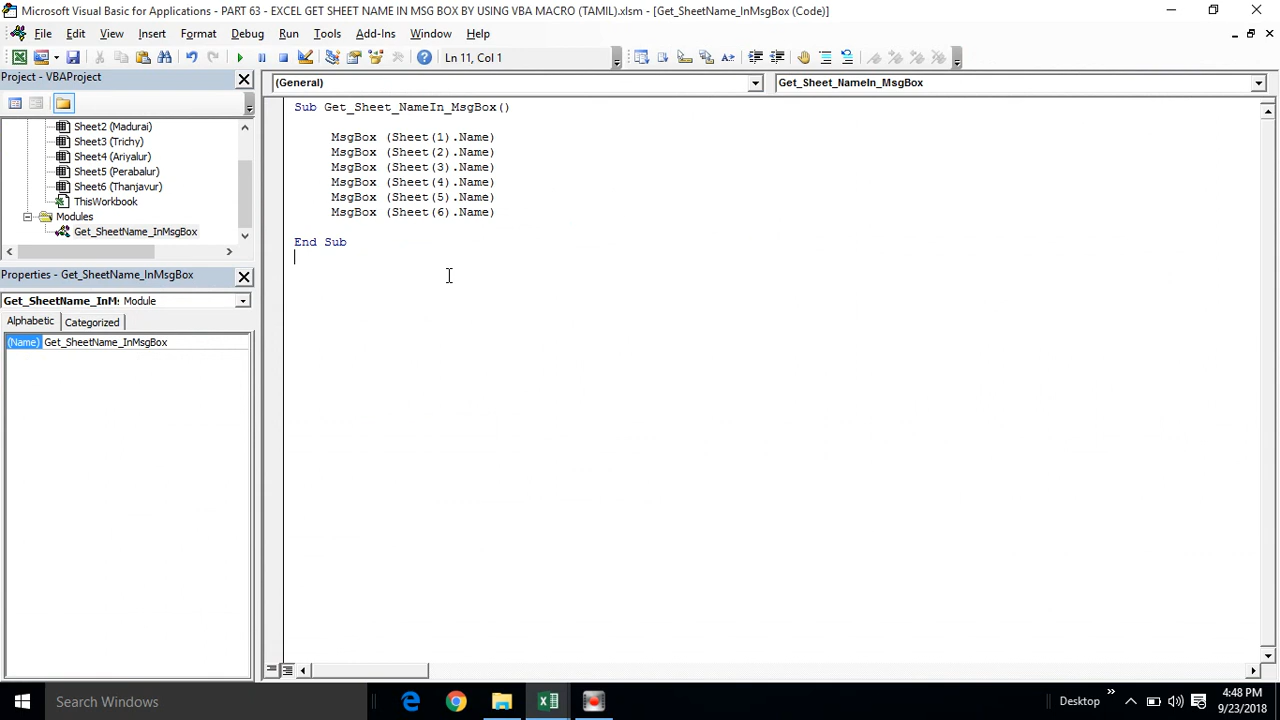 Microsoft Visual Basic for Applications - PART 63 - EXCEL GET SHEET NAME IN MSG BOX BY USING VBA MACRO (TAMIL).xlsm - [Get_SheetName_InMsgBox (Code)]
File Edit View Insert Format Debug Run Tools Add-Ins Window Help
Ln 11, Col 1
Project - VBAProject
(General)
Get_Sheet_NameIn_MsgBox
Sheet2 (Madurai)
Sheet3 (Trichy)
Sheet4 (Ariyalur)
Sheet5 (Perabalur)
Sheet6 (Thanjavur)
ThisWorkbook
Modules
Get_SheetName_InMsgBox
Sub Get_Sheet_NameIn_MsgBox()
MsgBox (Sheet(1).Name)
MsgBox (Sheet(2).Name)
MsgBox (Sheet(3).Name)
MsgBox (Sheet(4).Name)
MsgBox (Sheet(5).Name)
MsgBox (Sheet(6).Name)
End Sub
Properties - Get_SheetName_InMsgBox
Get_SheetName_InM: Module
Alphabetic Categorized
(Name) Get_SheetName_InMsgBox
Search Windows
Desktop
4:48 PM
9/23/2018